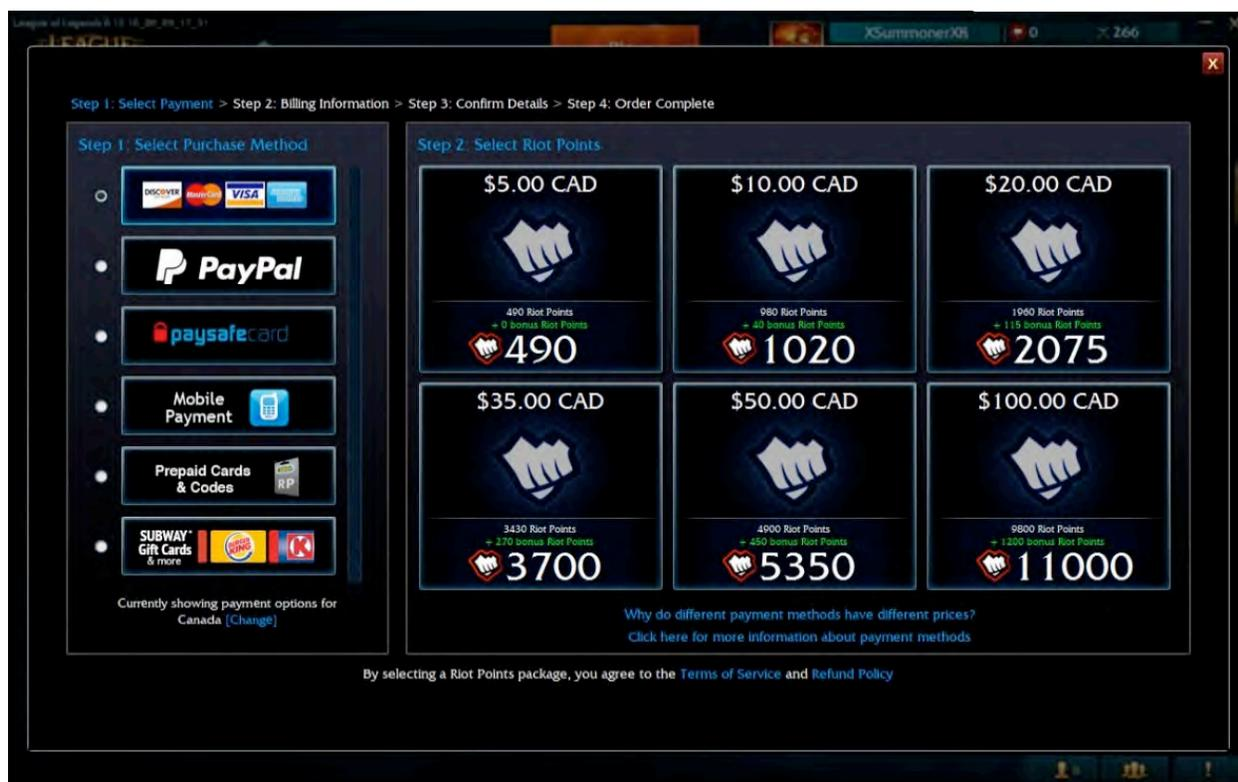 LEAGUE
XSummonerXR
0
266
X
Step 1: Select Payment > Step 2: Billing Information > Step 3: Confirm Details > Step 4: Order Complete
Step 1: Select Purchase Method
DISCOVER MasterCard VISA AMERICAN EXPRESS
PayPal
paysafecard
Mobile
Payment
Prepaid Cards
& Codes
RP
SUBWAY*
Gift Cards
& more
BURGER KING
K
Currently showing payment options for
Canada [Change]
Step 2: Select Riot Points
$5.00 CAD
490 Riot Points
+ 0 bonus Riot Points
490
$10.00 CAD
980 Riot Points
+ 40 bonus Riot Points
1020
$20.00 CAD
1960 Riot Points
+ 115 bonus Riot Points
2075
$35.00 CAD
3430 Riot Points
+ 270 bonus Riot Points
3700
$50.00 CAD
4900 Riot Points
+ 450 bonus Riot Points
5350
$100.00 CAD
9800 Riot Points
+ 1200 bonus Riot Points
11000
Why do different payment methods have different prices?
Click here for more information about payment methods
By selecting a Riot Points package, you agree to the Terms of Service and Refund Policy